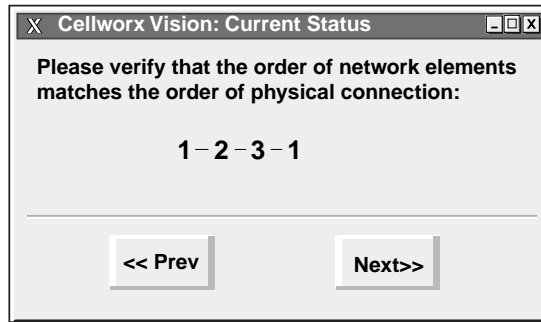 X Cellworx Vision: Current Status
Please verify that the order of network elements
matches the order of physical connection:
1 – 2 – 3 – 1
<< Prev
Next>>